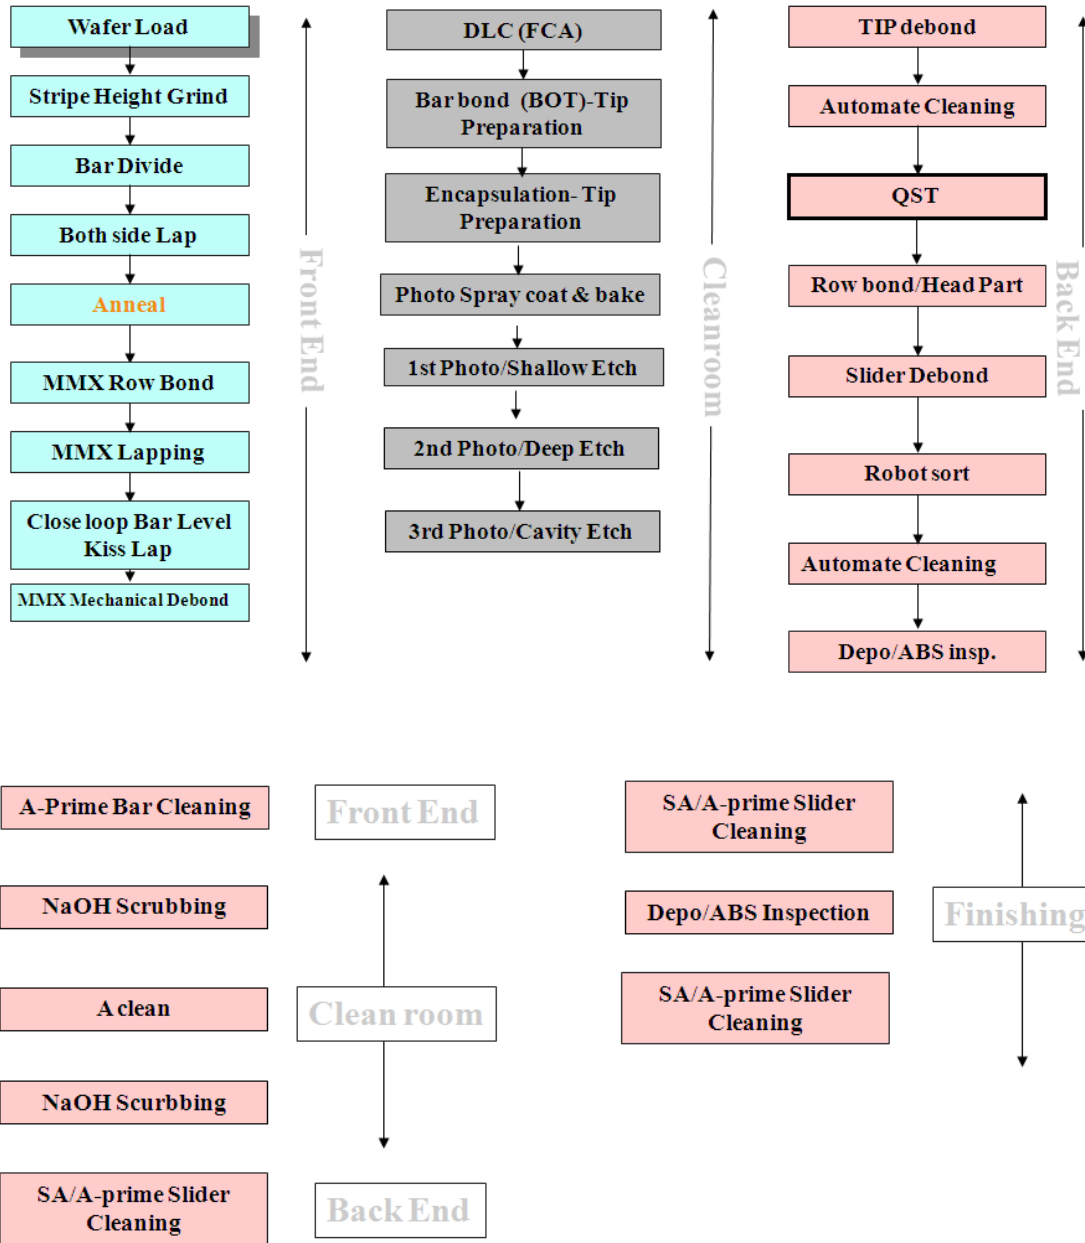 Wafer Load
Stripe Height Grind
Bar Divide
Both side Lap
Anneal
MMX Row Bond
MMX Lapping
Close loop Bar Level
Kiss Lap
MMX Mechanical Debond
Front End
DLC (FCA)
Bar bond (BOT)-Tip
Preparation
Encapsulation- Tip
Preparation
Photo Spray coat & bake
1st Photo/Shallow Etch
2nd Photo/Deep Etch
3rd Photo/Cavity Etch
Cleanroom
TIP debond
Automate Cleaning
QST
Row bond/Head Part
Slider Debond
Robot sort
Automate Cleaning
Depo/ABS insp.
Back End
A-Prime Bar Cleaning
NaOH Scrubbing
A clean
NaOH Scurbbing
SA/A-prime Slider
Cleaning
Front End
Clean room
Back End
SA/A-prime Slider
Cleaning
Depo/ABS Inspection
SA/A-prime Slider
Cleaning
Finishing